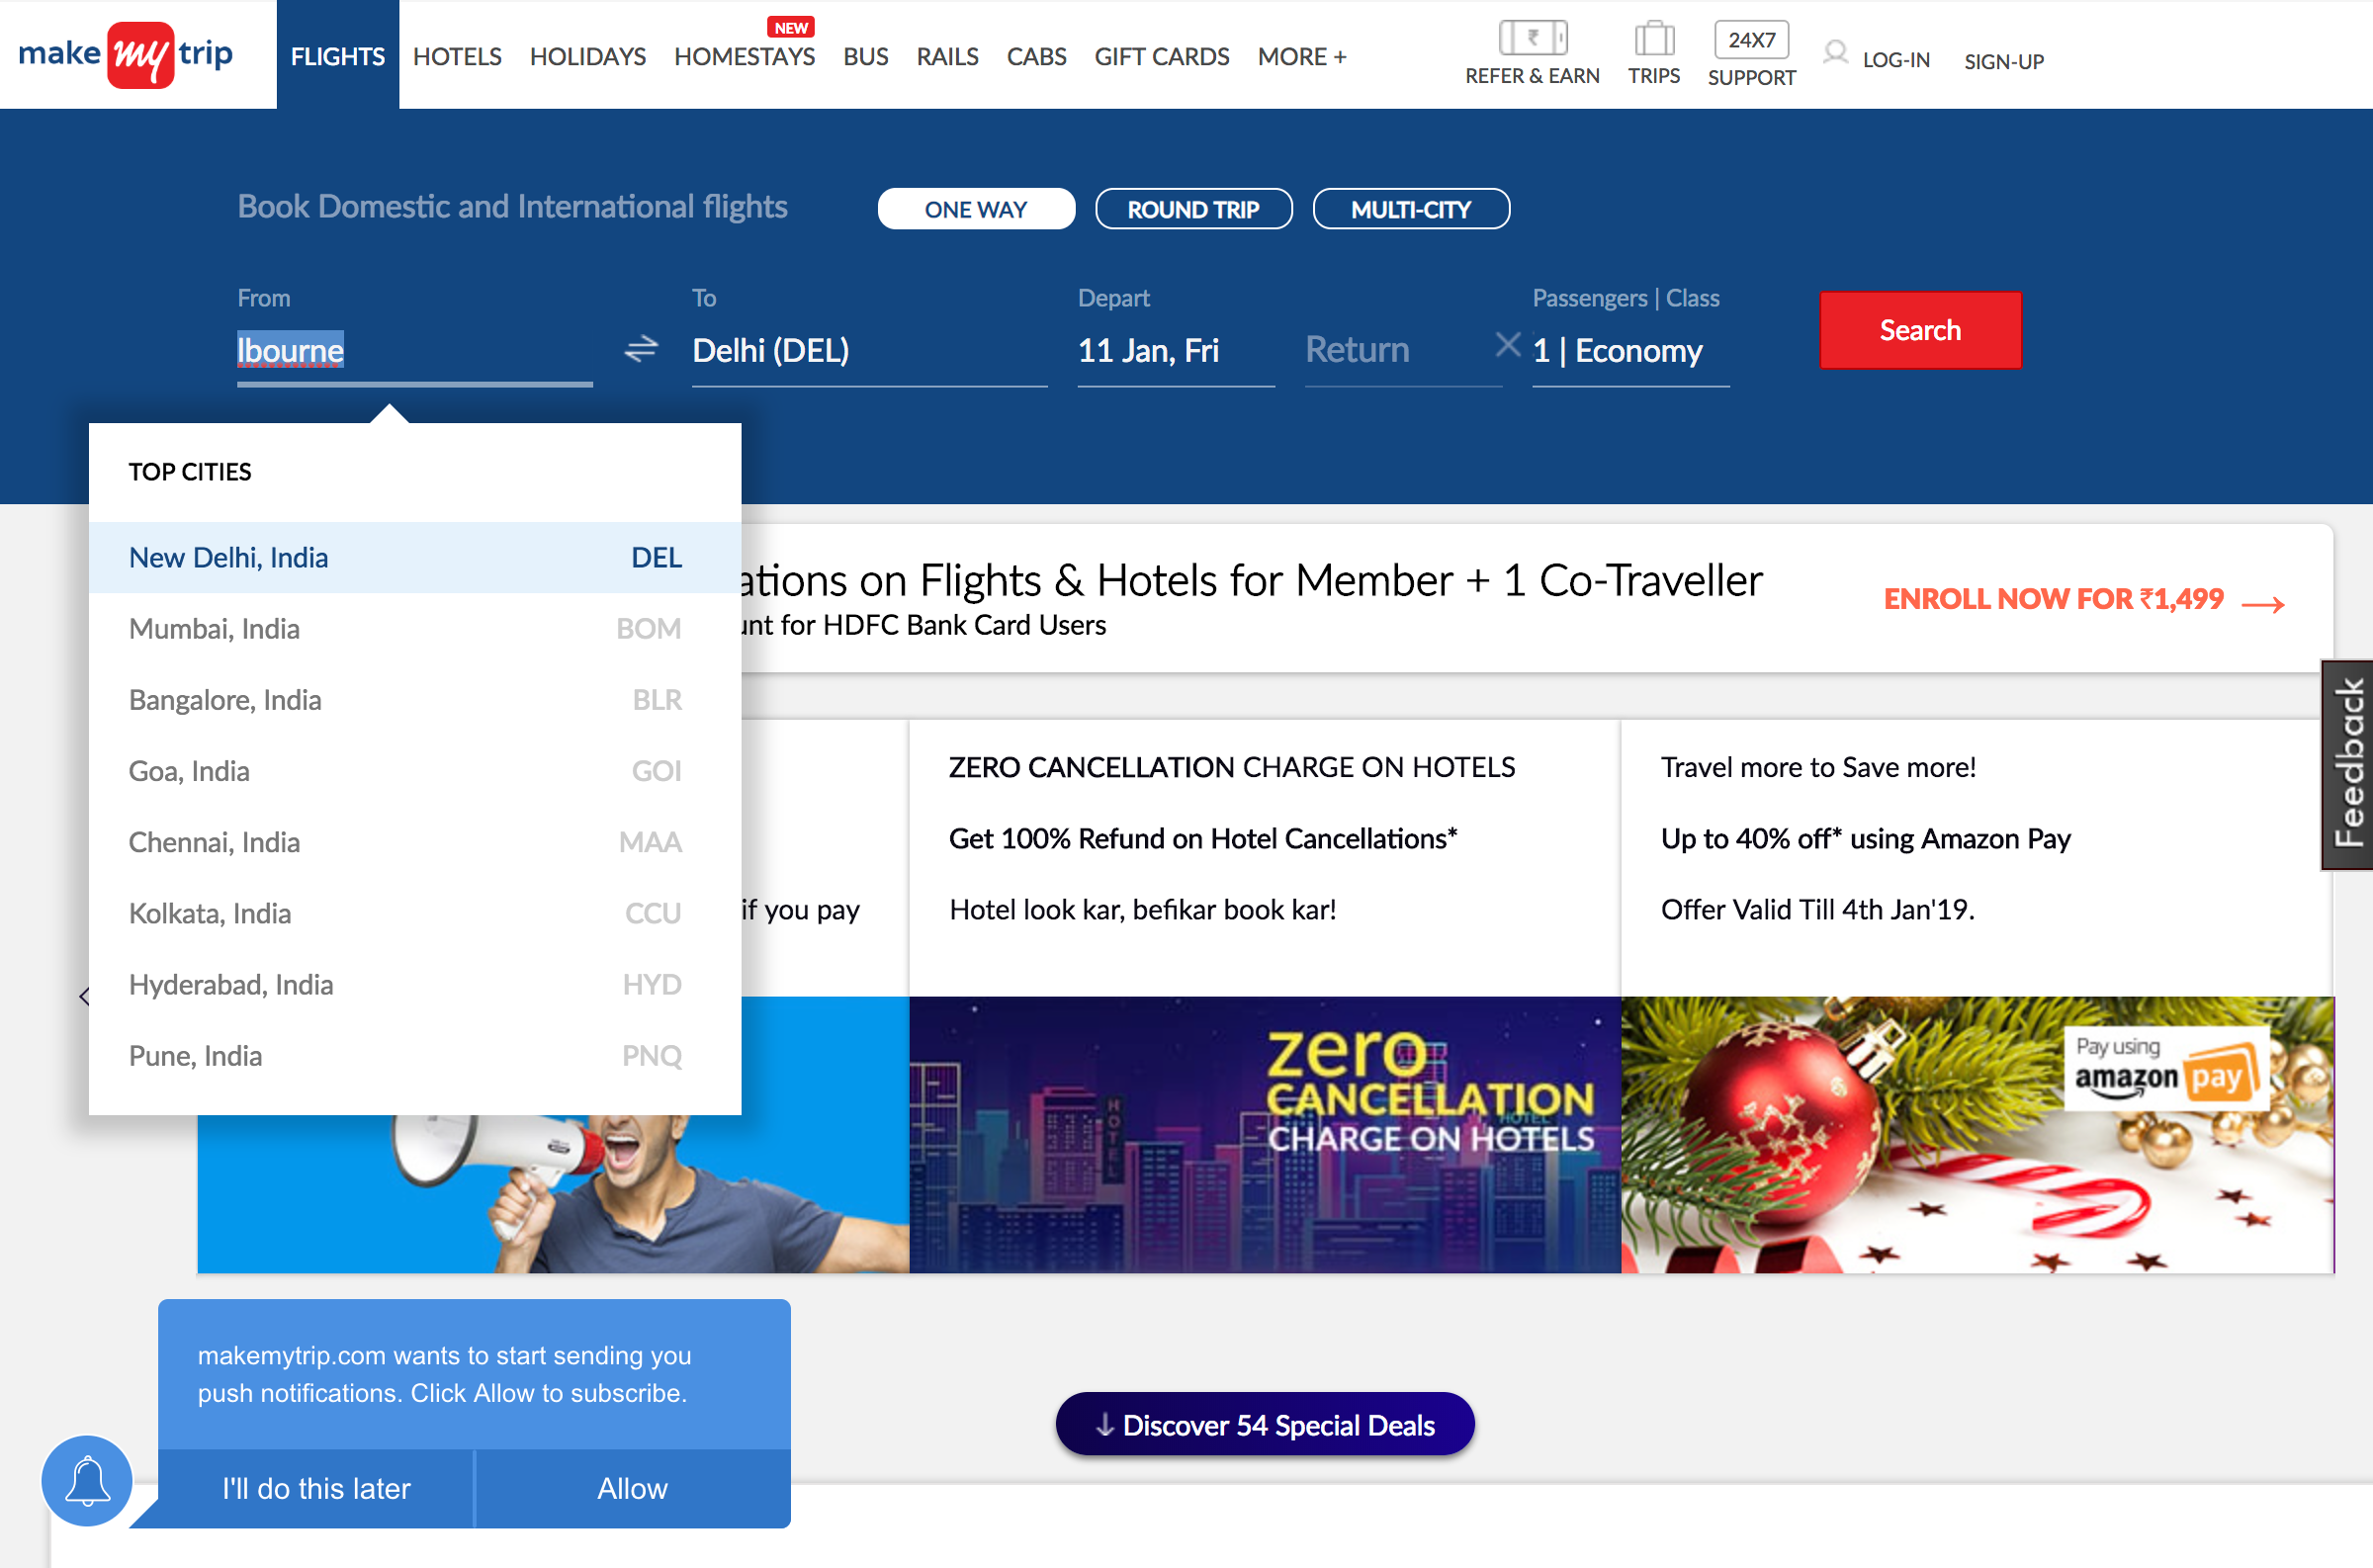 make my trip
FLIGHTS
HOTELS
HOLIDAYS
NEW
HOMESTAYS
BUS
RAILS
CABS
GIFT CARDS
MORE +
₹
REFER & EARN
TRIPS
24X7
SUPPORT
LOG-IN
SIGN-UP
Book Domestic and International flights
ONE WAY
ROUND TRIP
MULTI-CITY
From
lbourne
To
Delhi (DEL)
Depart
11 Jan, Fri
Return
Passengers | Class
1 | Economy
Search
TOP CITIES
New Delhi, India DEL
Mumbai, India BOM
Bangalore, India BLR
Goa, India GOI
Chennai, India MAA
Kolkata, India CCU
Hyderabad, India HYD
Pune, India PNQ
ations on Flights & Hotels for Member + 1 Co-Traveller
unt for HDFC Bank Card Users
ENROLL NOW FOR ₹1,499
Feedback
if you pay
ZERO CANCELLATION CHARGE ON HOTELS
Get 100% Refund on Hotel Cancellations*
Hotel look kar, befikar book kar!
Travel more to Save more!
Up to 40% off* using Amazon Pay
Offer Valid Till 4th Jan'19.
HOTEL
zero
CANCELLATION
HOTEL
CHARGE ON HOTELS
Pay using
amazon pay
makemytrip.com wants to start sending you
push notifications. Click Allow to subscribe.
I'll do this later
Allow
Discover 54 Special Deals